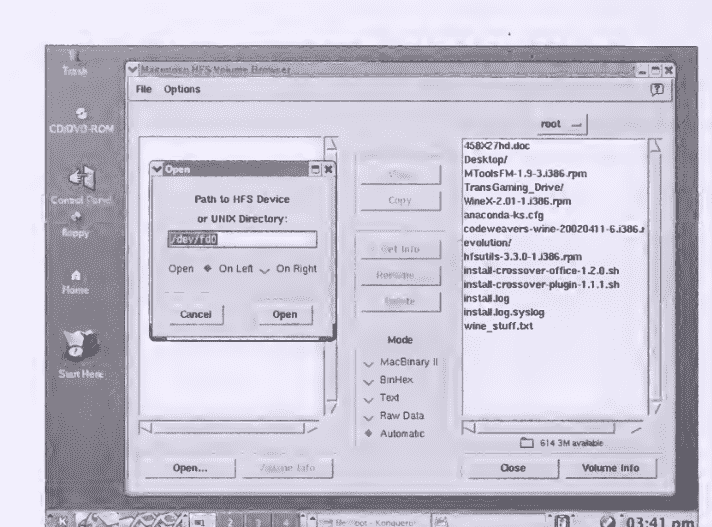 Trash
CD/DVD-ROM
Control Panel
floppy
Home
Start Here
Macintosh HFS Volume Browser
File Options
root
458X27hd.doc
Desktop/
MToolsFM-1.9-3.i386.rpm
TransGaming_Drive/
WineX-2.01-1.i386.rpm
anaconda-ks.cfg
codeweavers-wine-20020411-6.i386.r
evolution/
hfsutils-3.3.0-1.i386.rpm
install-crossover-office-1.2.0.sh
install-crossover-plugin-1.1.1.sh
install.log
install.log.syslog
wine_stuff.txt
614.3M available
Open
Path to HFS Device
or UNIX Directory:
/dev/fd0
Open On Left On Right
Cancel Open
View
Copy
Get Info
Rename
Delete
Mode
MacBinary II
BinHex
Text
Raw Data
Automatic
Open... Volume Info
Close Volume Info
2 3 4
Konqueror
03:41 pm